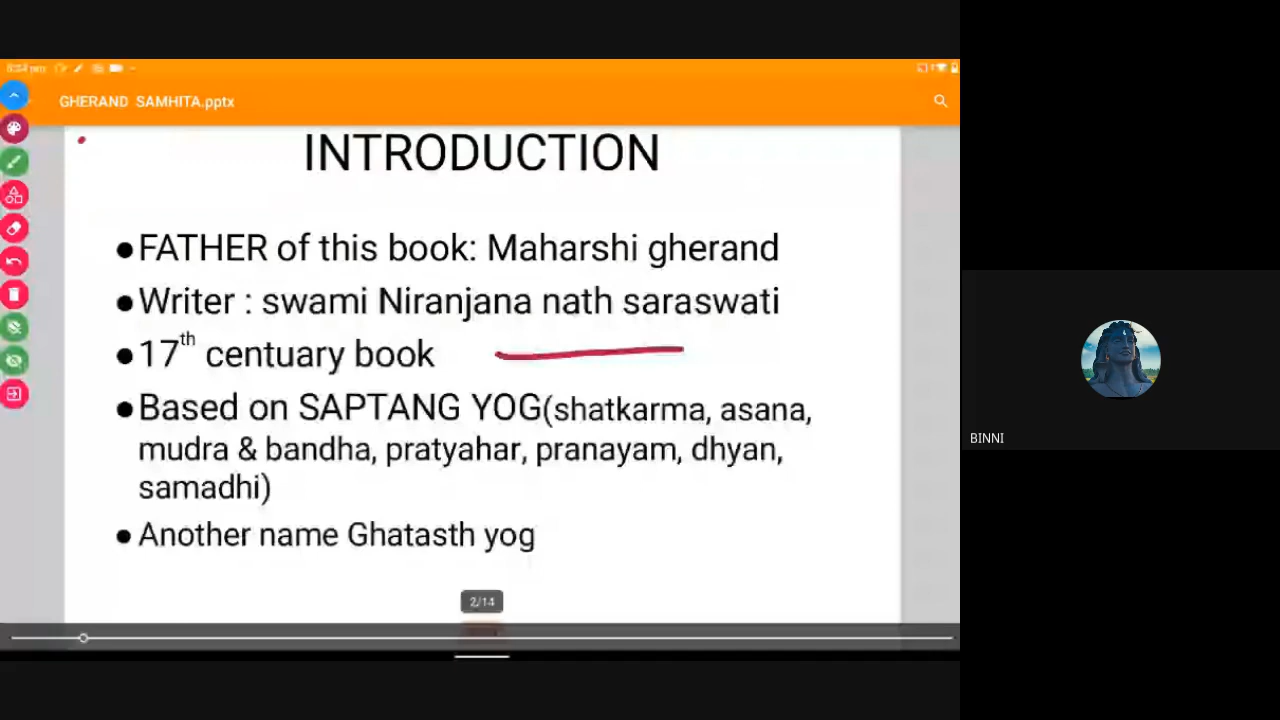 GHERAND SAMHITA.pptx
INTRODUCTION
●FATHER of this book: Maharshi gherand
●Writer : swami Niranjana nath saraswati
●17th centuary book
●Based on SAPTANG YOG(shatkarma, asana,
mudra & bandha, pratyahar, pranayam, dhyan,
samadhi)
●Another name Ghatasth yog
2/14
BINNI